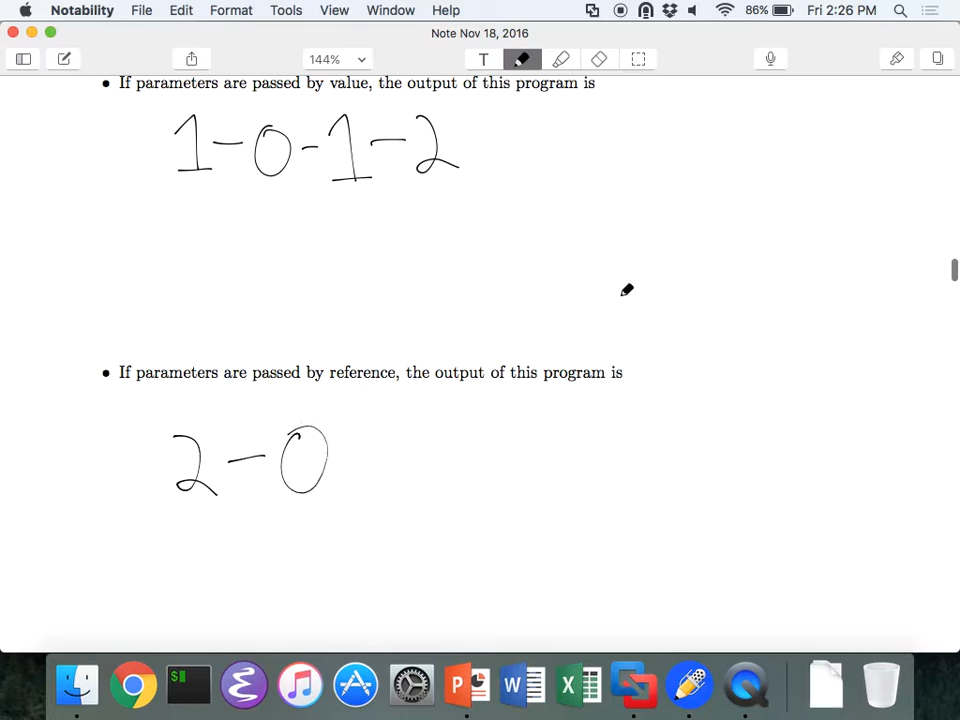 Notability File Edit Format Tools View Window Help 86% Fri 2:26 PM
Note Nov 18, 2016
144% T
• If parameters are passed by value, the output of this program is
1-0-1-2
• If parameters are passed by reference, the output of this program is
2-0
$ P W X